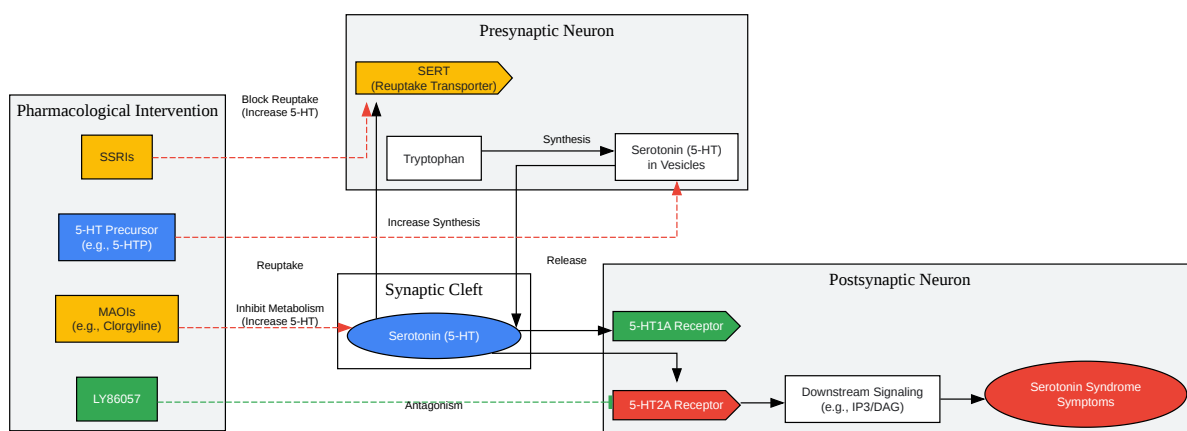 Pharmacological Intervention
SSRIs
5-HT Precursor
(e.g., 5-HTP)
MAOIs
(e.g., Clorgyline)
LY86057
Block Reuptake
(Increase 5-HT)
Increase Synthesis
Reuptake
Inhibit Metabolism
(Increase 5-HT)
Antagonism
Presynaptic Neuron
SERT
(Reuptake Transporter)
Tryptophan
Synthesis
Serotonin (5-HT)
in Vesicles
Release
Synaptic Cleft
Serotonin (5-HT)
Postsynaptic Neuron
5-HT1A Receptor
5-HT2A Receptor
Downstream Signaling
(e.g., IP3/DAG)
Serotonin Syndrome
Symptoms